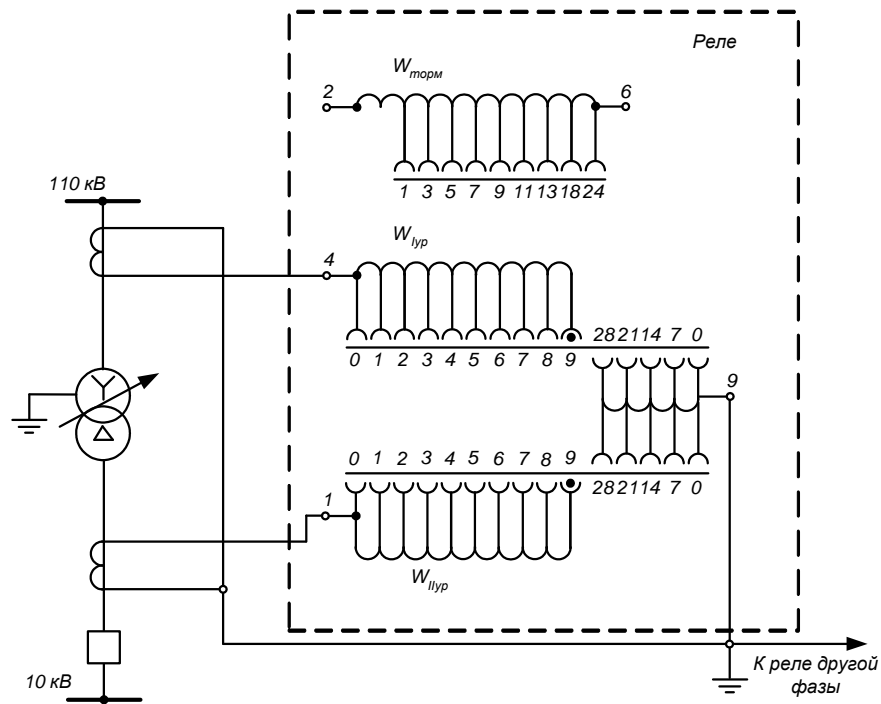 Реле
Wторм
2
6
1 3 5 7 9 11 13 18 24
110 кВ
WIур
4
28 21 14 7 0
0 1 2 3 4 5 6 7 8 9
9
0 1 2 3 4 5 6 7 8 9
28 21 14 7 0
1
WIIур
10 кВ
К реле другой
фазы